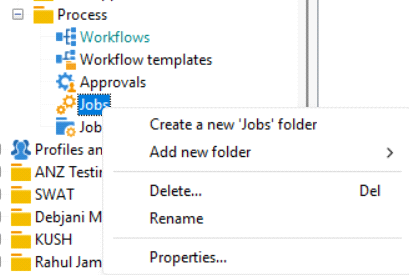 Process
Workflows
Workflow templates
Approvals
Jobs
Job
Create a new 'Jobs' folder
Add new folder
Delete... Del
Rename
Properties...
Profiles an
ANZ Testin
SWAT
Debjani M
KUSH
Rahul Jam